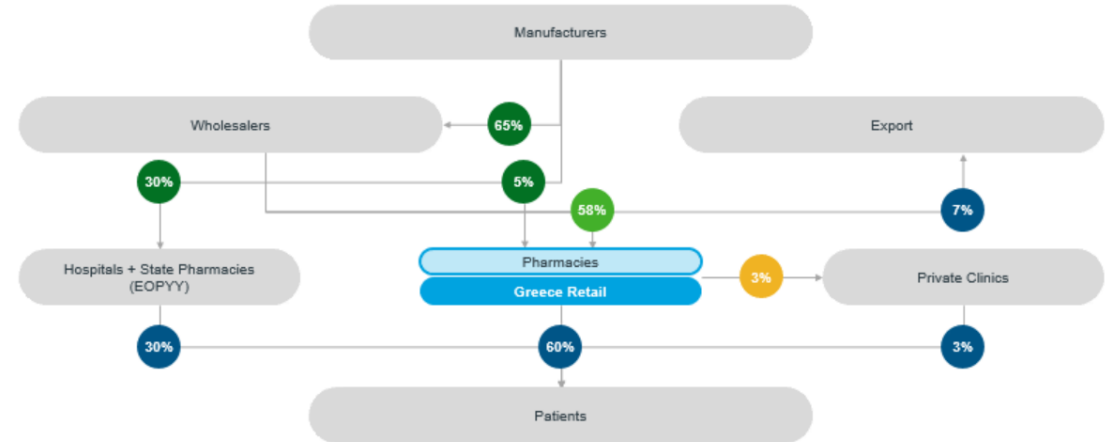 Manufacturers
Wholesalers
65%
Export
30%
5%
58%
7%
Hospitals + State Pharmacies
(EOPYY)
Pharmacies
Greece Retail
3%
Private Clinics
30%
60%
3%
Patients